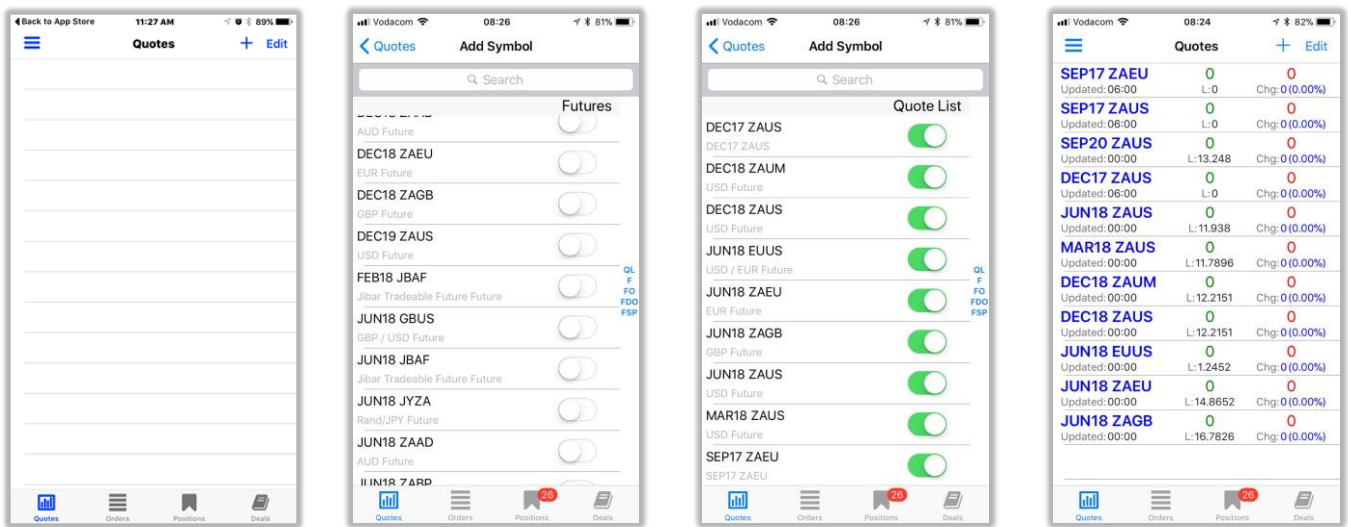 Back to App Store 11:27 AM 89%
Quotes + Edit
Quotes Orders Positions Deals
Vodacom 08:26 81%
Quotes Add Symbol
Search
Futures
AUD Future
DEC18 ZAEU
EUR Future
DEC18 ZAGB
GBP Future
DEC19 ZAUS
USD Future
FEB18 JBAF
Jibar Tradeable Future Future
JUN18 GBUS
GBP / USD Future
JUN18 JBAF
Jibar Tradeable Future Future
JUN18 JYZA
Rand/JPY Future
JUN18 ZAAD
AUD Future
JUN18 ZABP
QL
F
FO
FDO
FSP
26
Quotes Orders Positions Deals
Vodacom 08:26 81%
Quotes Add Symbol
Search
Quote List
DEC17 ZAUS
DEC17 ZAUS
DEC18 ZAUM
USD Future
DEC18 ZAUS
USD Future
JUN18 EUUS
USD / EUR Future
JUN18 ZAEU
EUR Future
JUN18 ZAGB
GBP Future
JUN18 ZAUS
USD Future
MAR18 ZAUS
USD Future
SEP17 ZAEU
SEP17 ZAEU
QL
F
FO
FDO
FSP
26
Quotes Orders Positions Deals
Vodacom 08:24 82%
Quotes + Edit
SEP17 ZAEU 0 0
Updated: 06:00 L: 0 Chg: 0 (0.00%)
SEP17 ZAUS 0 0
Updated: 06:00 L: 0 Chg: 0 (0.00%)
SEP20 ZAUS 0 0
Updated: 00:00 L: 13.248 Chg: 0 (0.00%)
DEC17 ZAUS 0 0
Updated: 06:00 L: 0 Chg: 0 (0.00%)
JUN18 ZAUS 0 0
Updated: 00:00 L: 11.938 Chg: 0 (0.00%)
MAR18 ZAUS 0 0
Updated: 00:00 L: 11.7896 Chg: 0 (0.00%)
DEC18 ZAUM 0 0
Updated: 00:00 L: 12.2151 Chg: 0 (0.00%)
DEC18 ZAUS 0 0
Updated: 00:00 L: 12.2151 Chg: 0 (0.00%)
JUN18 EUUS 0 0
Updated: 00:00 L: 1.2452 Chg: 0 (0.00%)
JUN18 ZAEU 0 0
Updated: 00:00 L: 14.8652 Chg: 0 (0.00%)
JUN18 ZAGB 0 0
Updated: 00:00 L: 16.7826 Chg: 0 (0.00%)
26
Quotes Orders Positions Deals